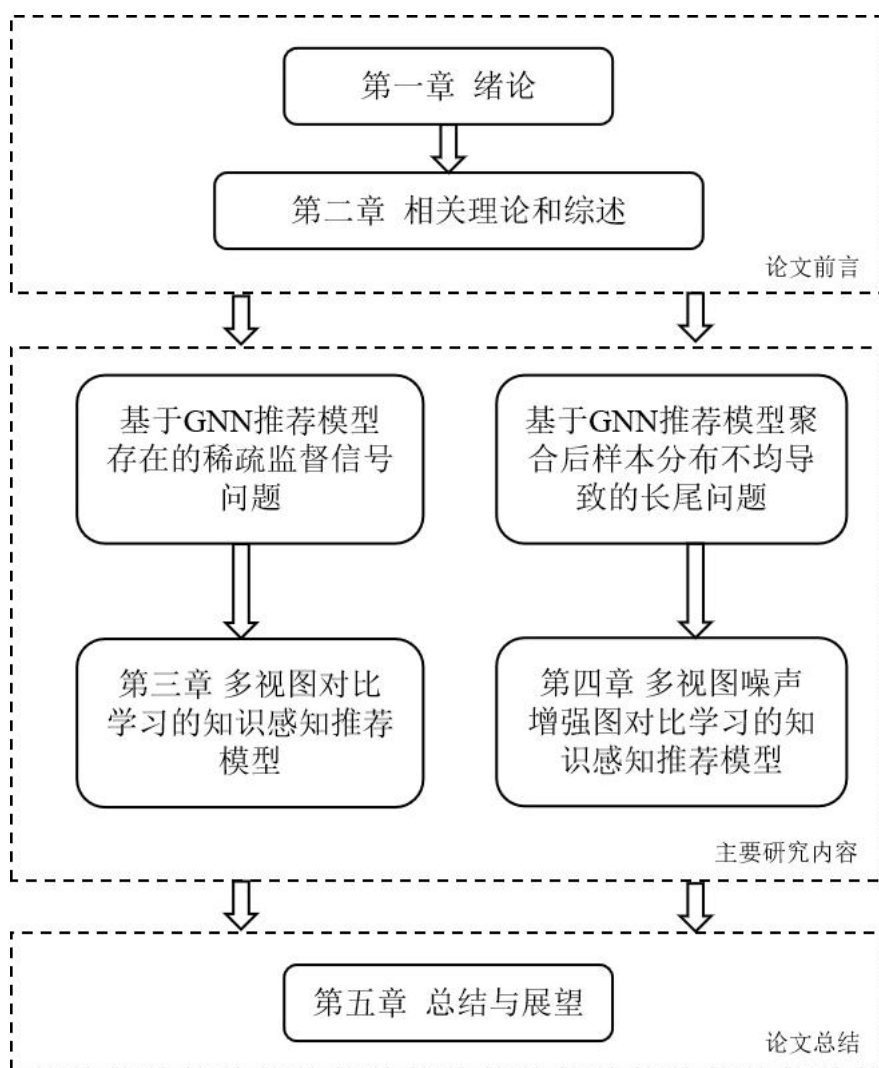 第一章 绪论
第二章 相关理论和综述
论文前言
基于GNN推荐模型
存在的稀疏监督信号
问题
基于GNN推荐模型聚
合后样本分布不均导
致的长尾问题
第三章 多视图对比
学习的知识感知推荐
模型
第四章 多视图噪声
增强图对比学习的知
识感知推荐模型
主要研究内容
第五章 总结与展望
论文总结